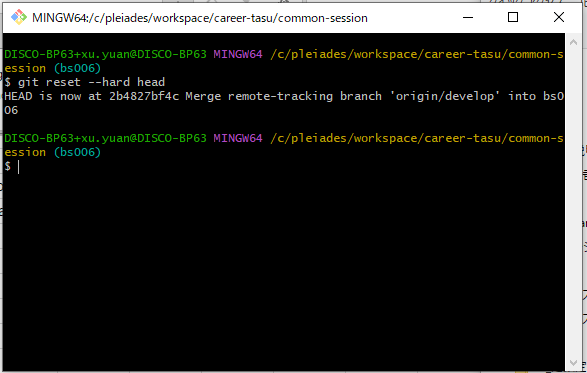 MINGW64:/c/pleiades/workspace/career-tasu/common-session
DISCO-BP63+xu.yuan@DISCO-BP63 MINGW64 /c/pleiades/workspace/career-tasu/common-s
ession (bs006)
$ git reset --hard head
HEAD is now at 2b4827bf4c Merge remote-tracking branch 'origin/develop' into bs0
06
DISCO-BP63+xu.yuan@DISCO-BP63 MINGW64 /c/pleiades/workspace/career-tasu/common-s
ession (bs006)
$